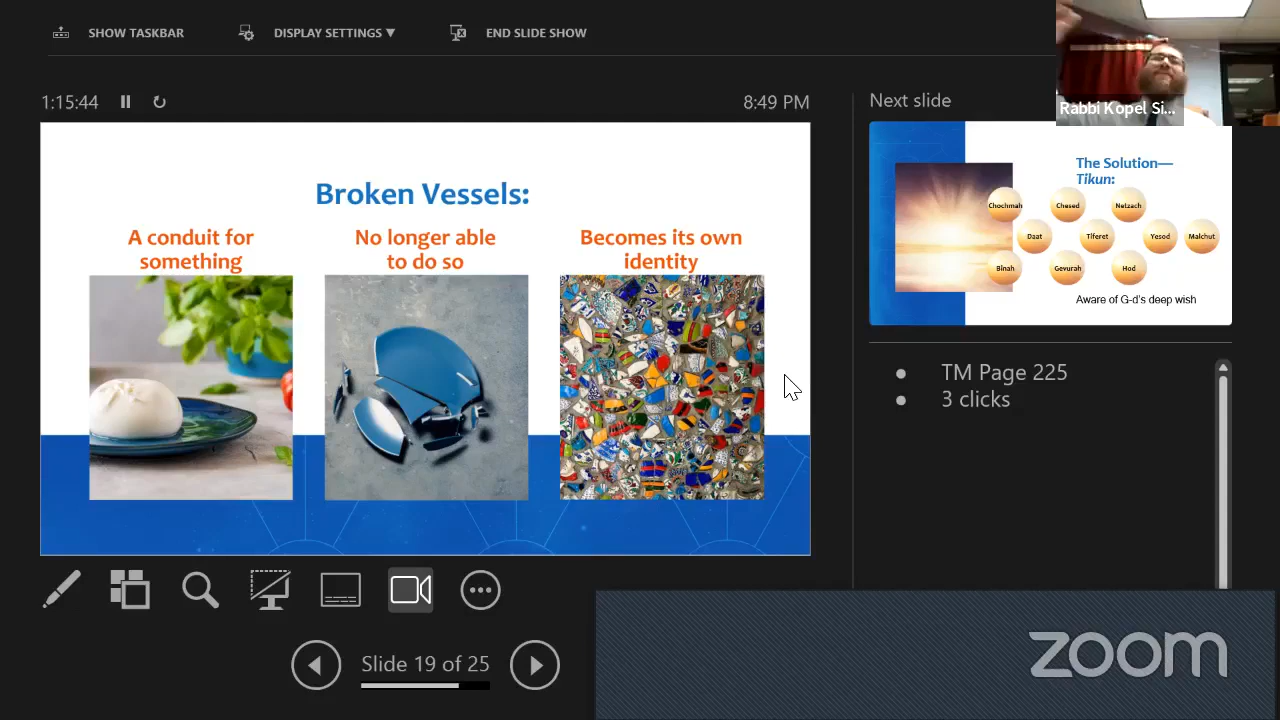 SHOW TASKBAR
DISPLAY SETTINGS ▼
END SLIDE SHOW
1:15:44
8:49 PM
Next slide
Rabbi Kopel Si...
Broken Vessels:
A conduit for
something
No longer able
to do so
Becomes its own
identity
The Solution—
Tikun:
Chochmah
Chesed
Netzach
Daat
Tiferet
Yesod
Malchut
Binah
Gevurah
Hod
Aware of G-d's deep wish
• TM Page 225
• 3 clicks
Slide 19 of 25
zoom